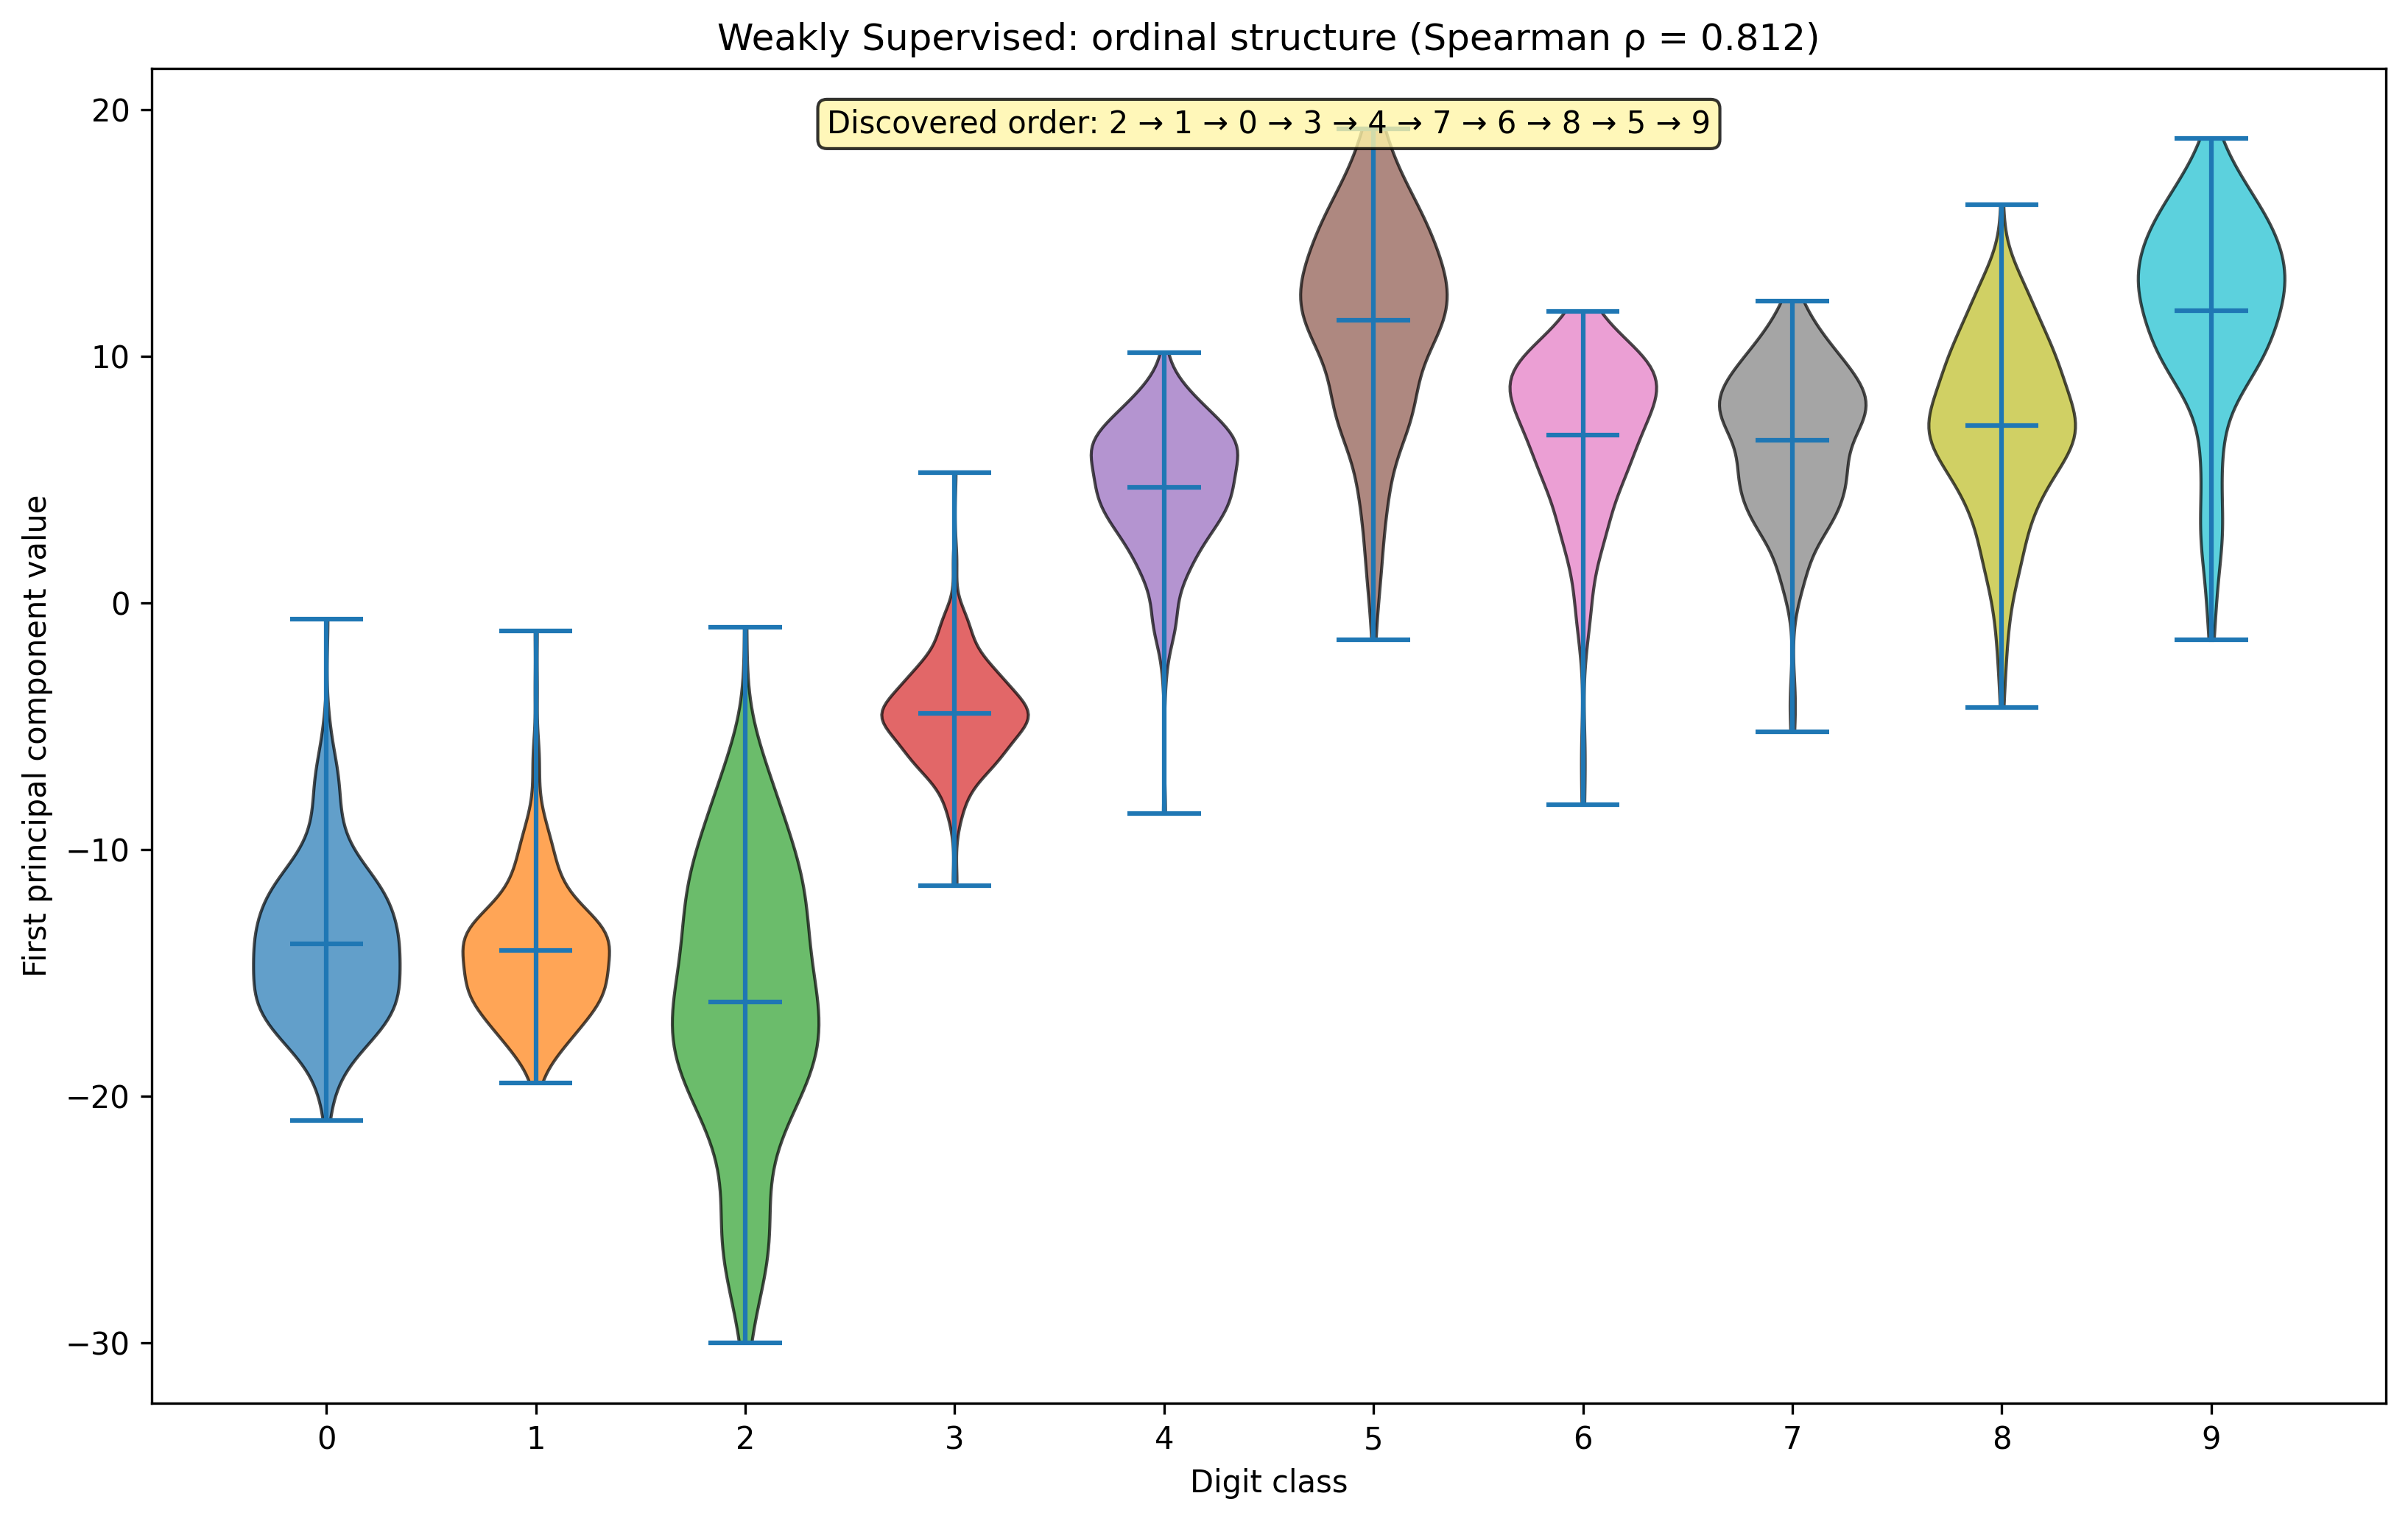 Weakly Supervised: ordinal structure (Spearman ρ = 0.812)
Discovered order: 2 → 1 → 0 → 3 → 4 → 7 → 6 → 8 → 5 → 9
First principal component value
20
10
0
−10
−20
−30
0 1 2 3 4 5 6 7 8 9
Digit class